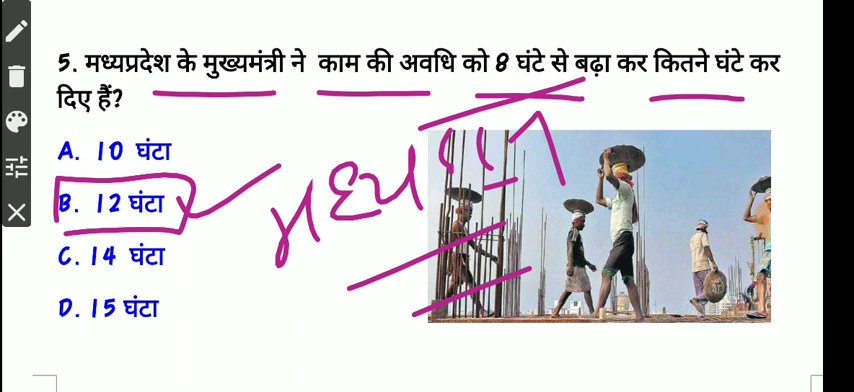 5. मध्यप्रदेश के मुख्यमंत्री ने काम की अवधि को 8 घंटे से बढ़ा कर कितने घंटे कर
दिए हैं?
A. 10 घंटा
B. 12 घंटा
C. 14 घंटा
D. 15 घंटा